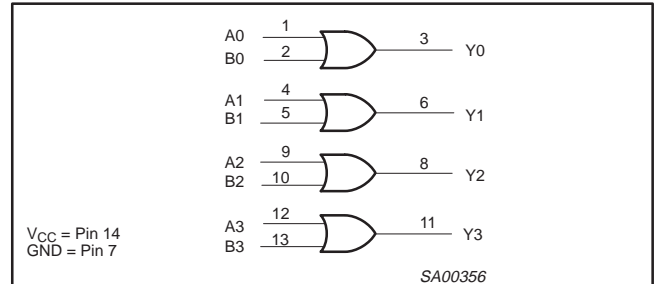 A0 1 3 Y0
B0 2
A1 4 6 Y1
B1 5
A2 9 8 Y2
B2 10
A3 12 11 Y3
B3 13
VCC = Pin 14
GND = Pin 7
SA00356